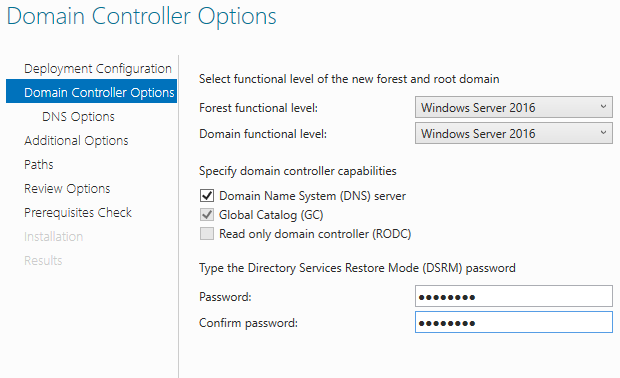 Domain Controller Options
Deployment Configuration
Domain Controller Options
DNS Options
Additional Options
Paths
Review Options
Prerequisites Check
Installation
Results
Select functional level of the new forest and root domain
Forest functional level: Windows Server 2016
Domain functional level: Windows Server 2016
Specify domain controller capabilities
Domain Name System (DNS) server
Global Catalog (GC)
Read only domain controller (RODC)
Type the Directory Services Restore Mode (DSRM) password
Password: ●●●●●●●●
Confirm password: ●●●●●●●●